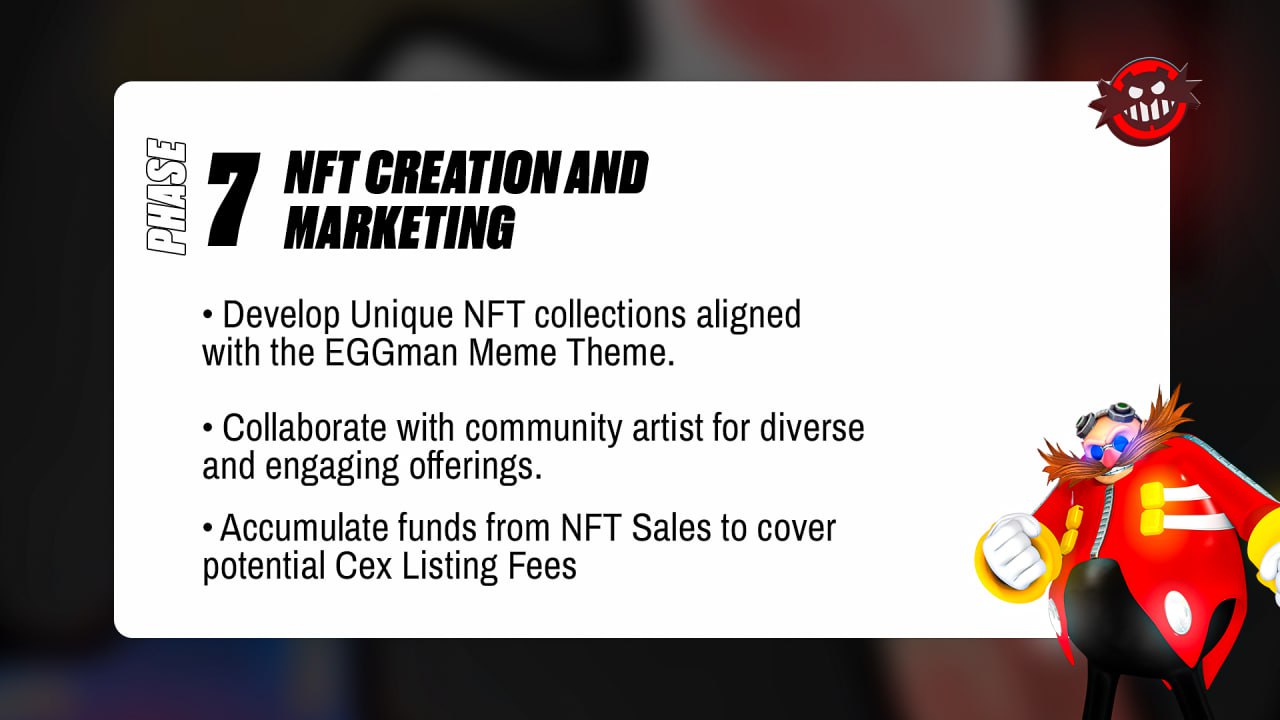 PHASE
7
NFT CREATION AND
MARKETING
• Develop Unique NFT collections aligned
with the EGGman Meme Theme.
• Collaborate with community artist for diverse
and engaging offerings.
• Accumulate funds from NFT Sales to cover
potential Cex Listing Fees